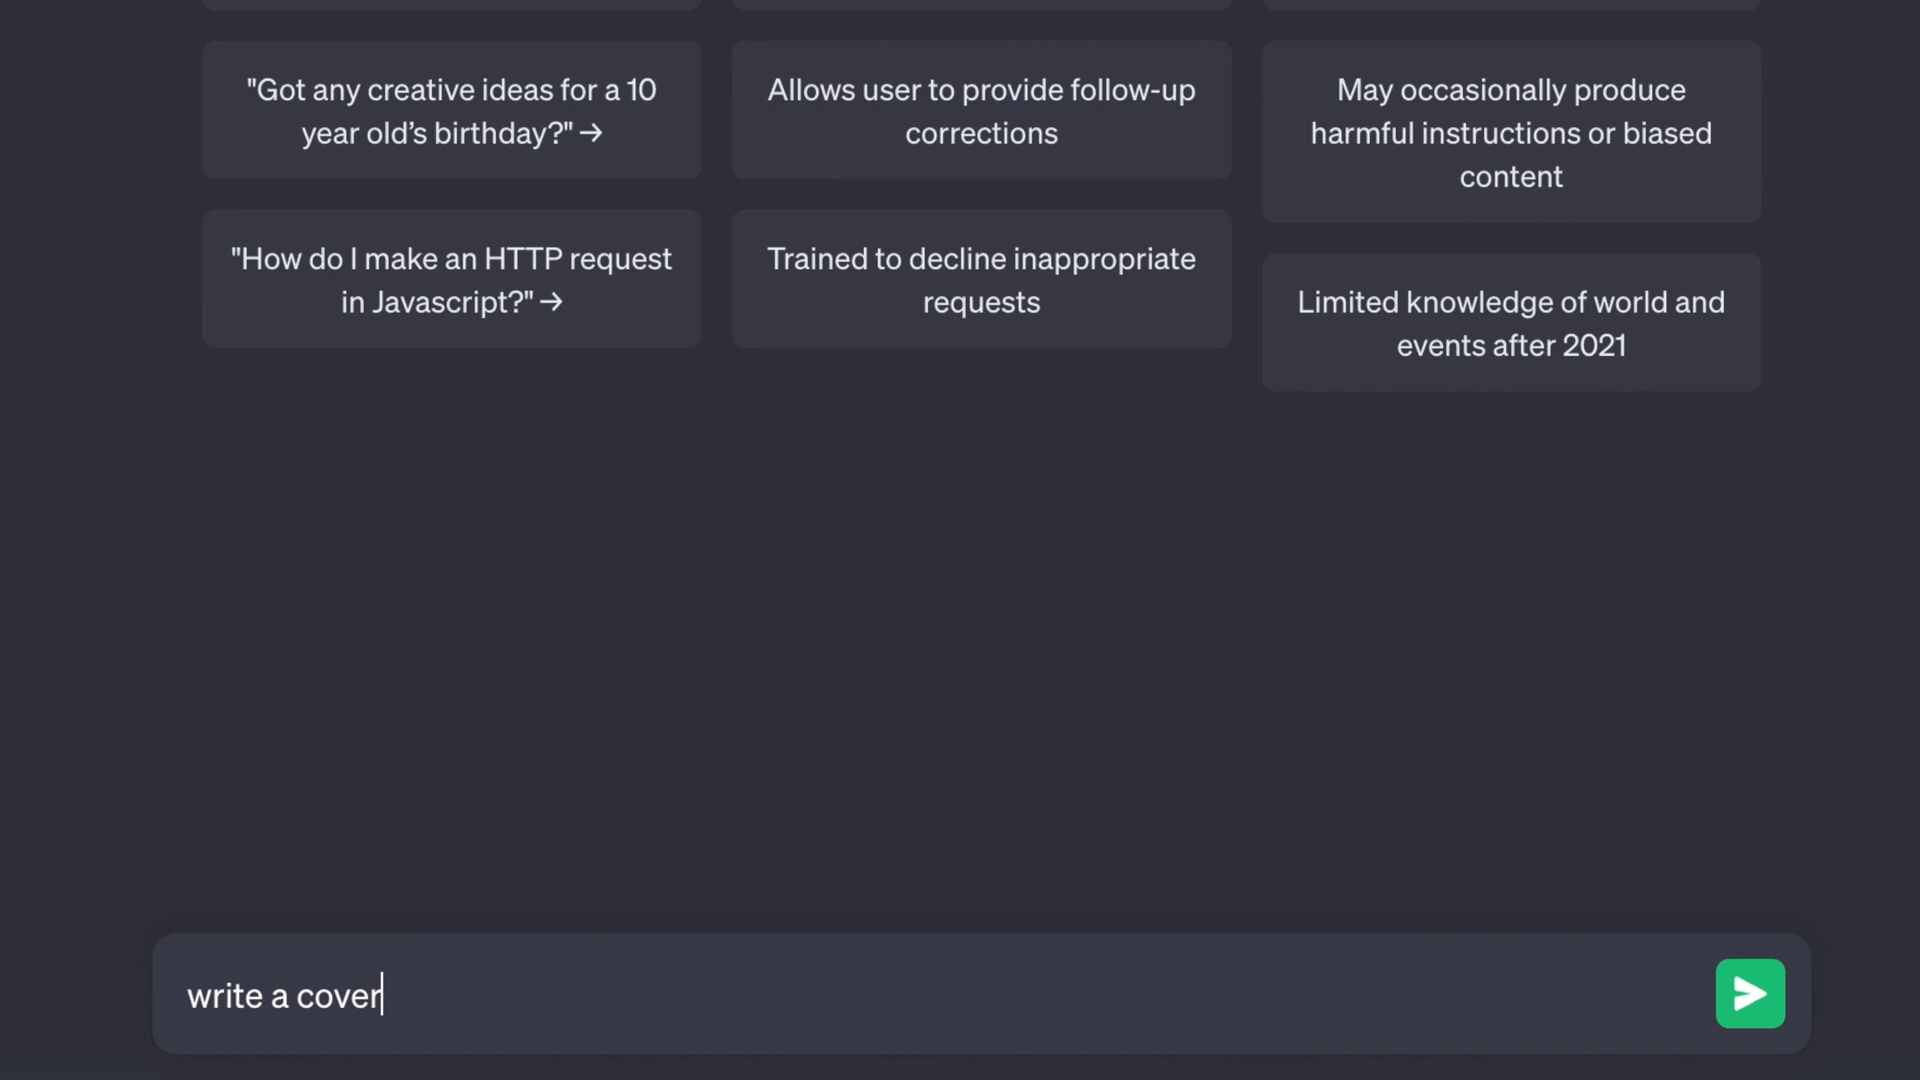 "Got any creative ideas for a 10
year old’s birthday?" →
"How do I make an HTTP request
in Javascript?" →
Allows user to provide follow-up
corrections
Trained to decline inappropriate
requests
May occasionally produce
harmful instructions or biased
content
Limited knowledge of world and
events after 2021
write a cover